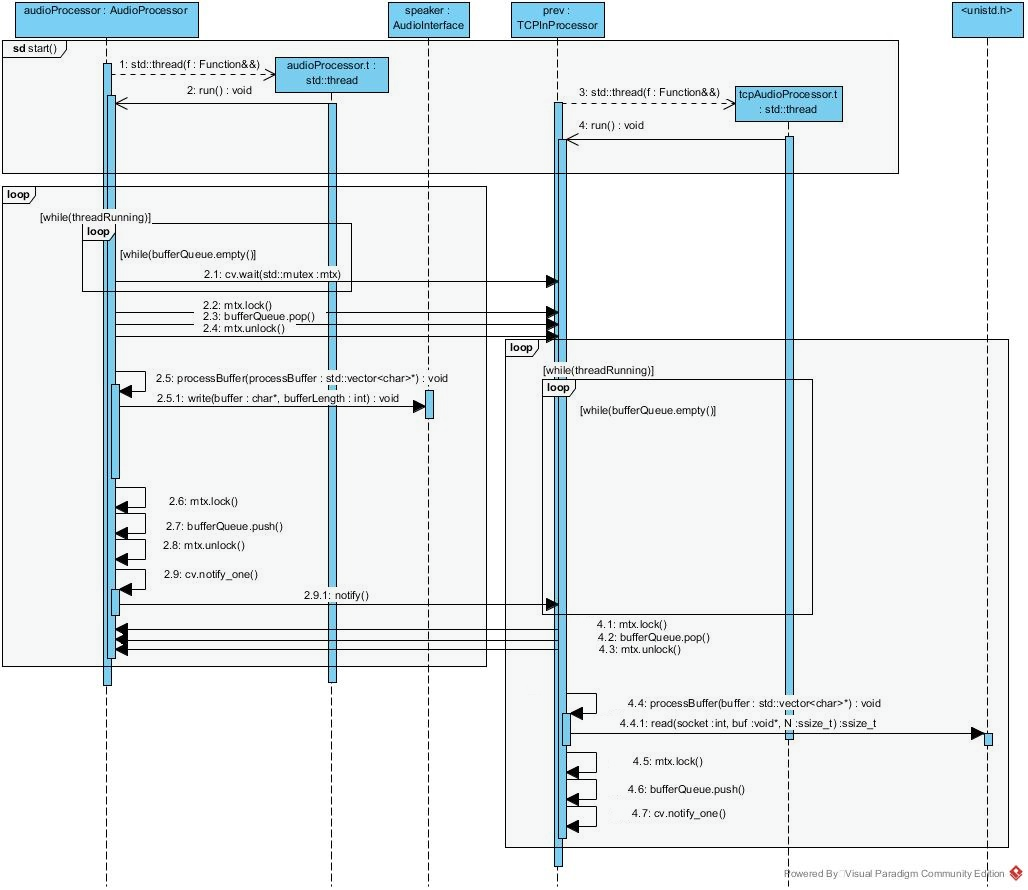 audioProcessor : AudioProcessor
speaker :
AudioInterface
prev :
TCPInProcessor
<unistd.h>
sd start()
1: std::thread(f : Function&&)
audioProcessor.t :
std::thread
2: run() : void
3: std::thread(f : Function&&)
tcpAudioProcessor.t
: std::thread
4: run() : void
loop
[while(threadRunning)]
loop
[while(bufferQueue.empty()]
2.1: cv.wait(std::mutex :mtx)
2.2: mtx.lock()
2.3: bufferQueue.pop()
2.4: mtx.unlock()
loop
[while(threadRunning)]
loop
[while(bufferQueue.empty()]
2.5: processBuffer(processBuffer : std::vector<char>*) : void
2.5.1: write(buffer : char*, bufferLength : int) : void
2.6: mtx.lock()
2.7: bufferQueue.push()
2.8: mtx.unlock()
2.9: cv.notify_one()
2.9.1: notify()
4.1: mtx.lock()
4.2: bufferQueue.pop()
4.3: mtx.unlock()
4.4: processBuffer(buffer : std::vector<char>*) : void
4.4.1: read(socket :int, buf :void*, N :ssize_t) :ssize_t
4.5: mtx.lock()
4.6: bufferQueue.push()
4.7: cv.notify_one()
Powered By Visual Paradigm Community Edition